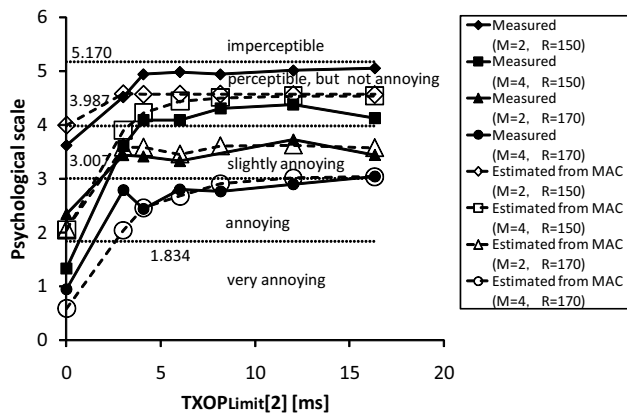 6
5
4
3
2
1
0
Psychological scale
5.170
imperceptible
perceptible, but not annoying
3.987
slightly annoying
3.007
annoying
1.834
very annoying
0 5 10 15 20
TXOPLimit[2] [ms]
Measured
(M=2, R=150)
Measured
(M=4, R=150)
Measured
(M=2, R=170)
Measured
(M=4, R=170)
Estimated from MAC
(M=2, R=150)
Estimated from MAC
(M=4, R=150)
Estimated from MAC
(M=2, R=170)
Estimated from MAC
(M=4, R=170)